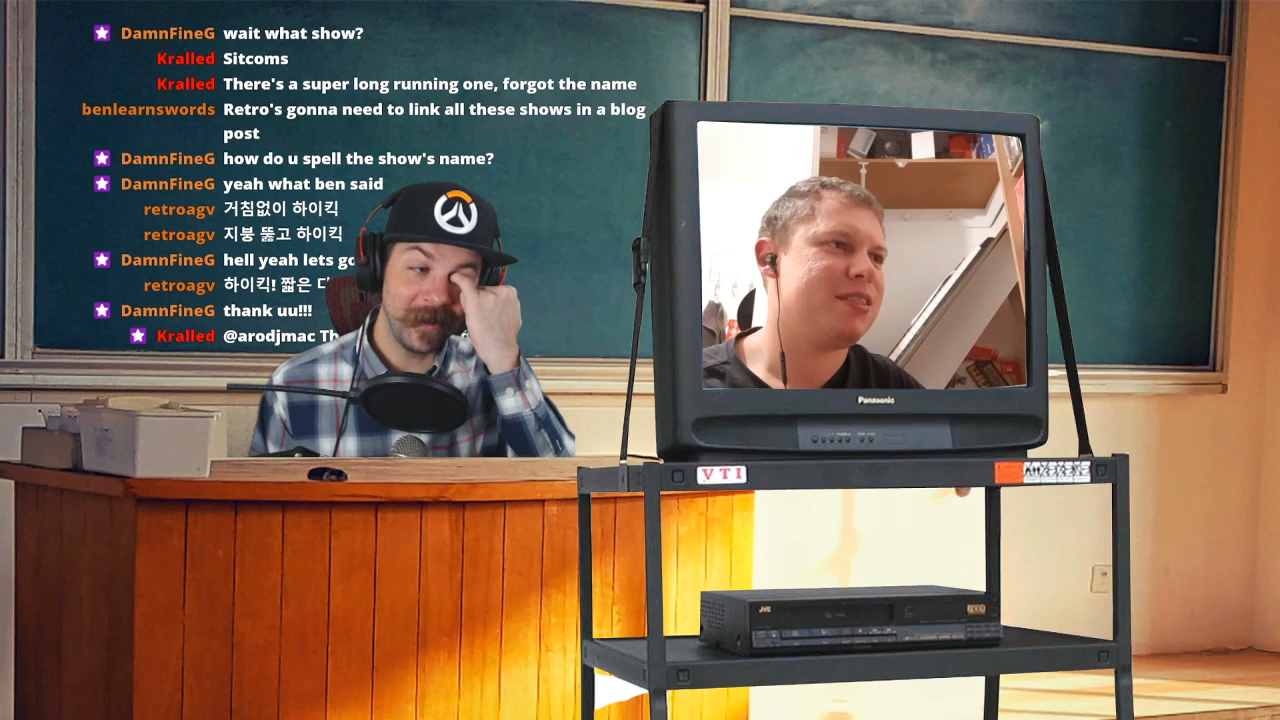 DamnFineG wait what show?
Kralled Sitcoms
Kralled There's a super long running one, forgot the name
benlearnswords Retro's gonna need to link all these shows in a blog
post
DamnFineG how do u spell the show's name?
DamnFineG yeah what ben said
retroagv 거침없이 하이킥
retroagv 지붕 뚫고 하이킥
DamnFineG hell yeah lets go
retroagv 하이킥! 짧은
DamnFineG thank uu!!!
Kralled @arodjmac
Panasonic
VTI
JVC